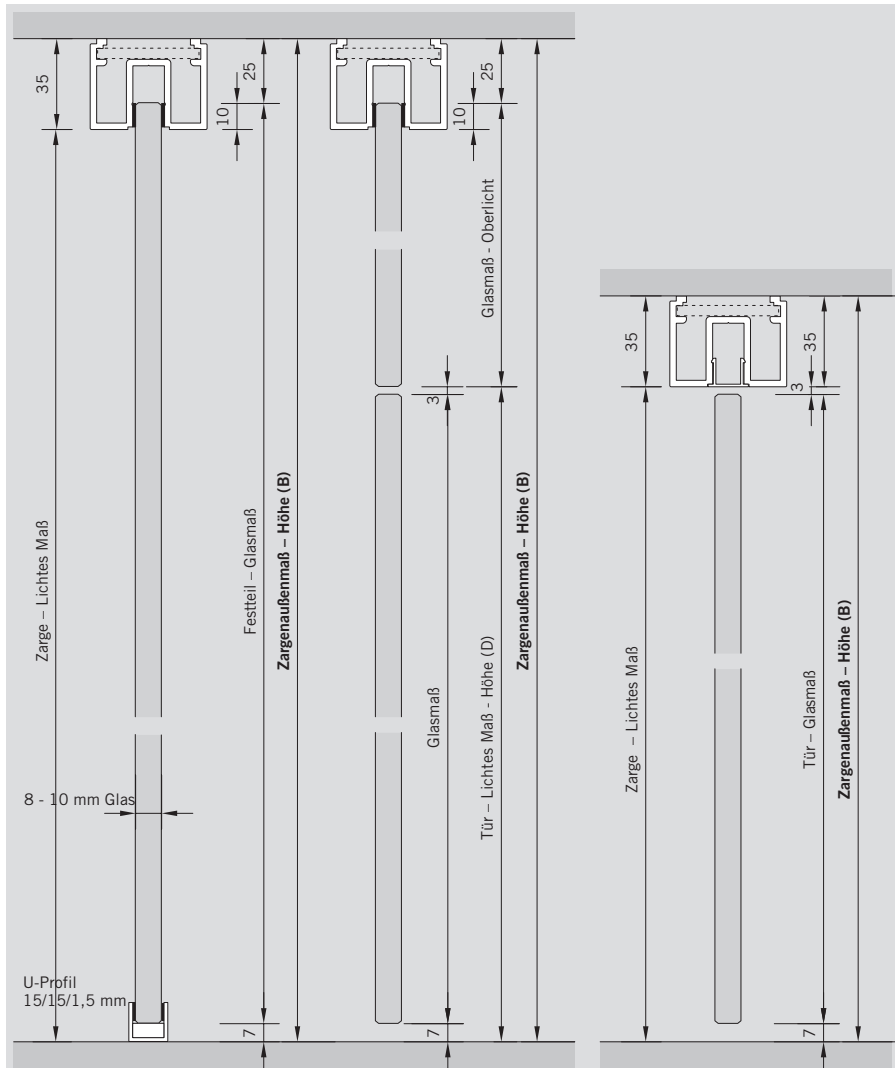 35
25
10
Zarge – Lichtes Maß
Festteil – Glasmaß
Zargenaußenmaß – Höhe (B)
8 - 10 mm Glas
U-Profil
15/15/1,5 mm
7
25
10
Glasmaß - Oberlicht
3
Glasmaß
Tür – Lichtes Maß - Höhe (D)
Zargenaußenmaß – Höhe (B)
7
35
35
3
Zarge – Lichtes Maß
Tür – Glasmaß
Zargenaußenmaß – Höhe (B)
7